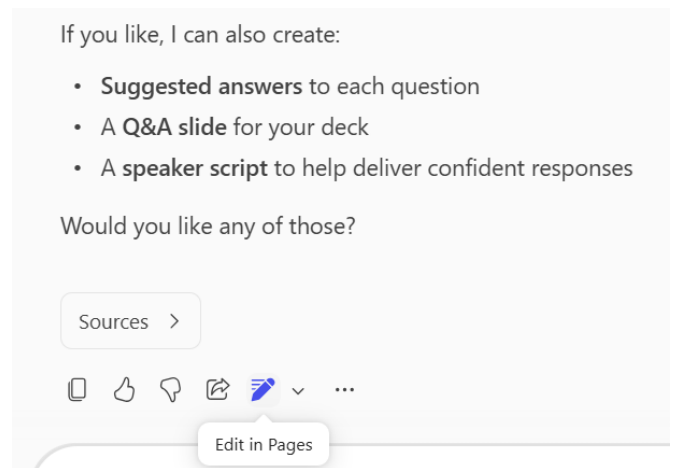 If you like, I can also create:
• Suggested answers to each question
• A Q&A slide for your deck
• A speaker script to help deliver confident responses
Would you like any of those?
Sources
Edit in Pages